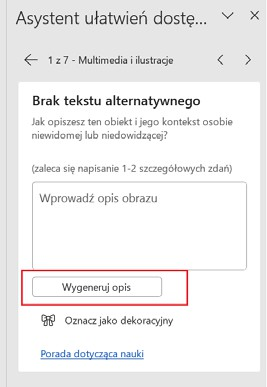 Asystent ułatwień dostę...
1 z 7 - Multimedia i ilustracje
Brak tekstu alternatywnego
Jak opiszesz ten obiekt i jego kontekst osobie
niewidomej lub niedowidzącej?
(zaleca się napisanie 1-2 szczegółowych zdań)
Wprowadź opis obrazu
Wygeneruj opis
Oznacz jako dekoracyjny
Porada dotycząca nauki